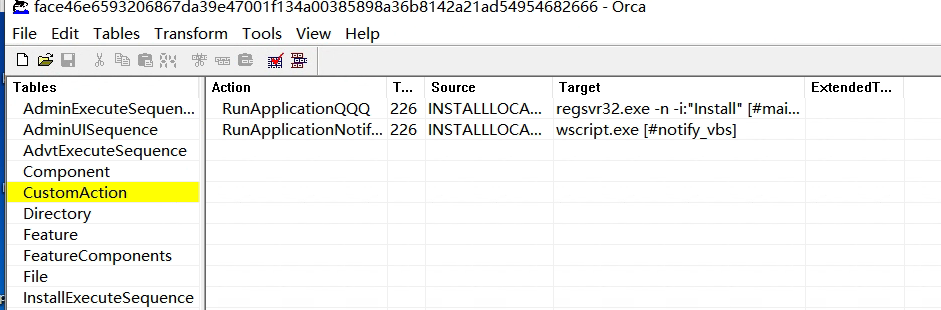 face46e6593206867da39e47001f134a00385898a36b8142a21ad54954682666 - Orca
File Edit Tables Transform Tools View Help
Tables Action T... Source Target ExtendedT...
AdminExecuteSequen... RunApplicationQQQ 226 INSTALLLOCA... regsvr32.exe -n -i:"Install" [#mai...
AdminUISequence RunApplicationNotif... 226 INSTALLLOCA... wscript.exe [#notify_vbs]
AdvtExecuteSequence
Component
CustomAction
Directory
Feature
FeatureComponents
File
InstallExecuteSequence